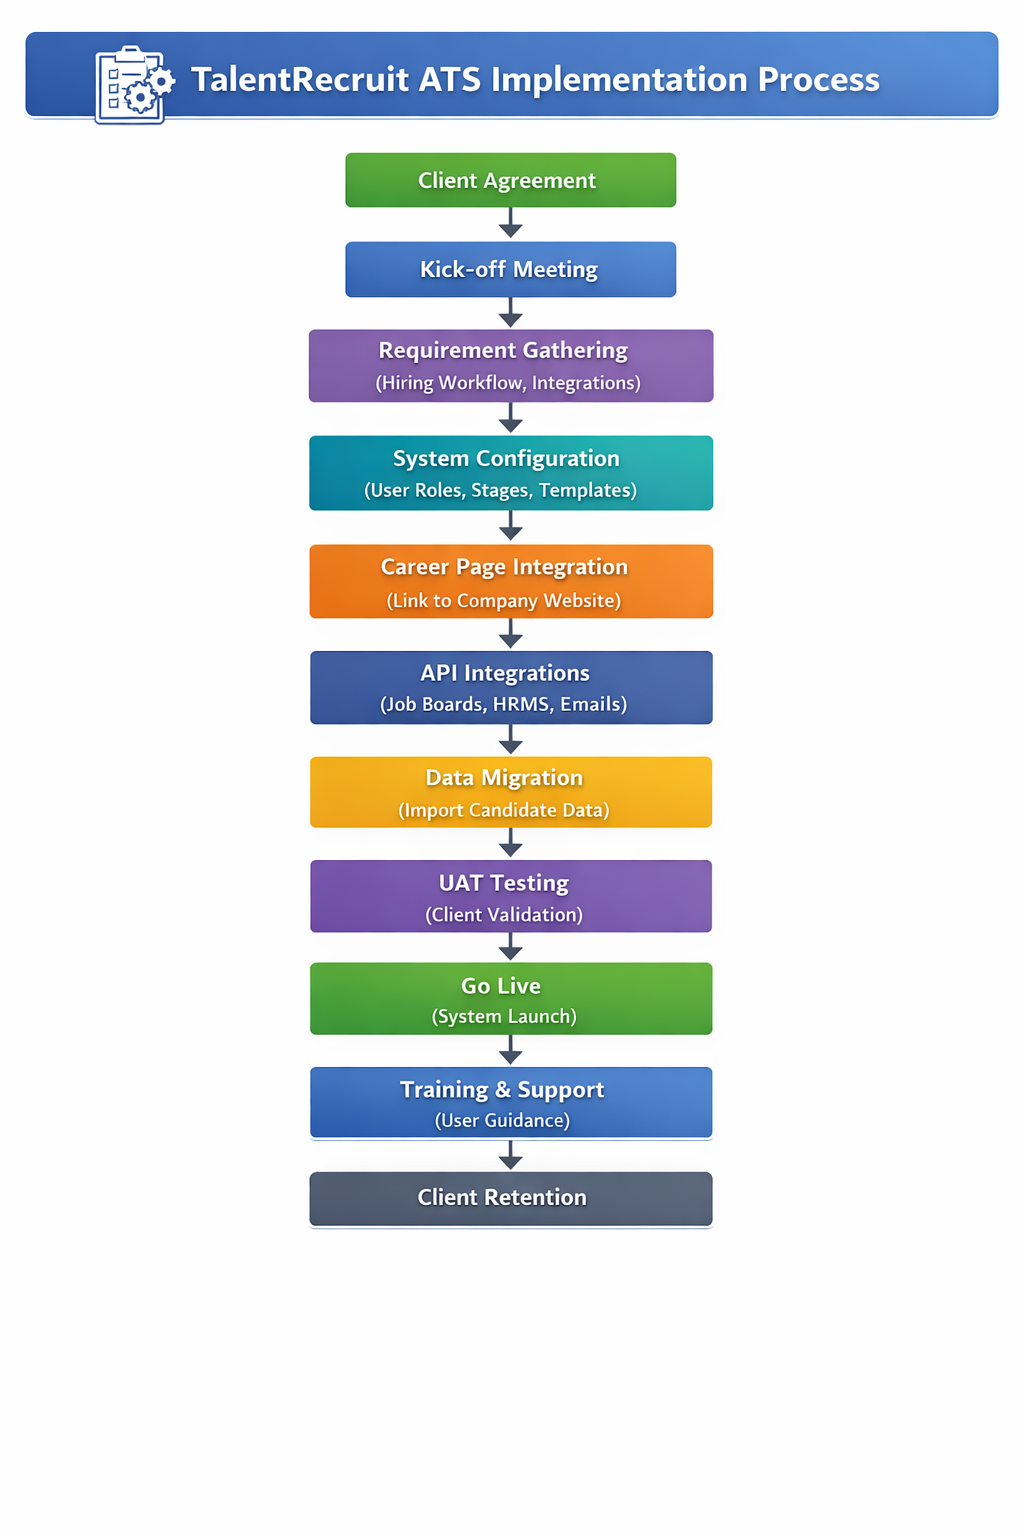 TalentRecruit ATS Implementation Process
Client Agreement
Kick-off Meeting
Requirement Gathering
(Hiring Workflow, Integrations)
System Configuration
(User Roles, Stages, Templates)
Career Page Integration
(Link to Company Website)
API Integrations
(Job Boards, HRMS, Emails)
Data Migration
(Import Candidate Data)
UAT Testing
(Client Validation)
Go Live
(System Launch)
Training & Support
(User Guidance)
Client Retention